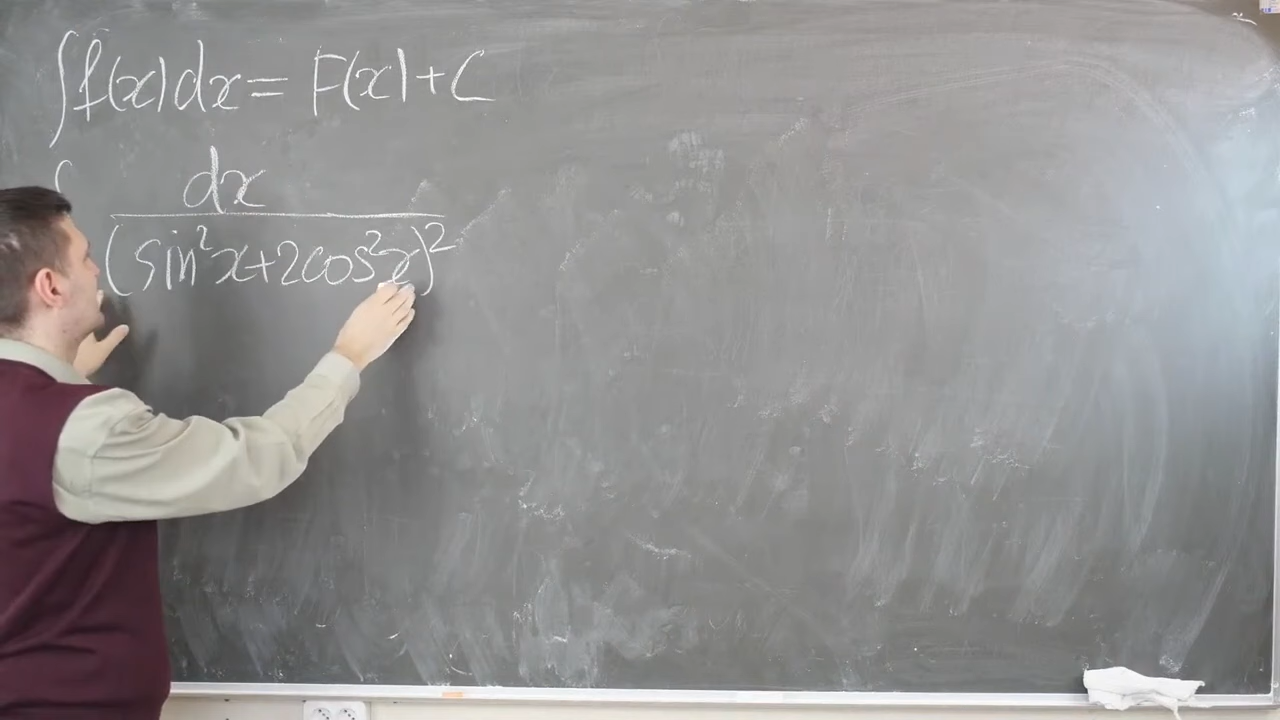 ∫f(x)dx = F(x)+C
∫ dx
(sin²x+2cos²x)²